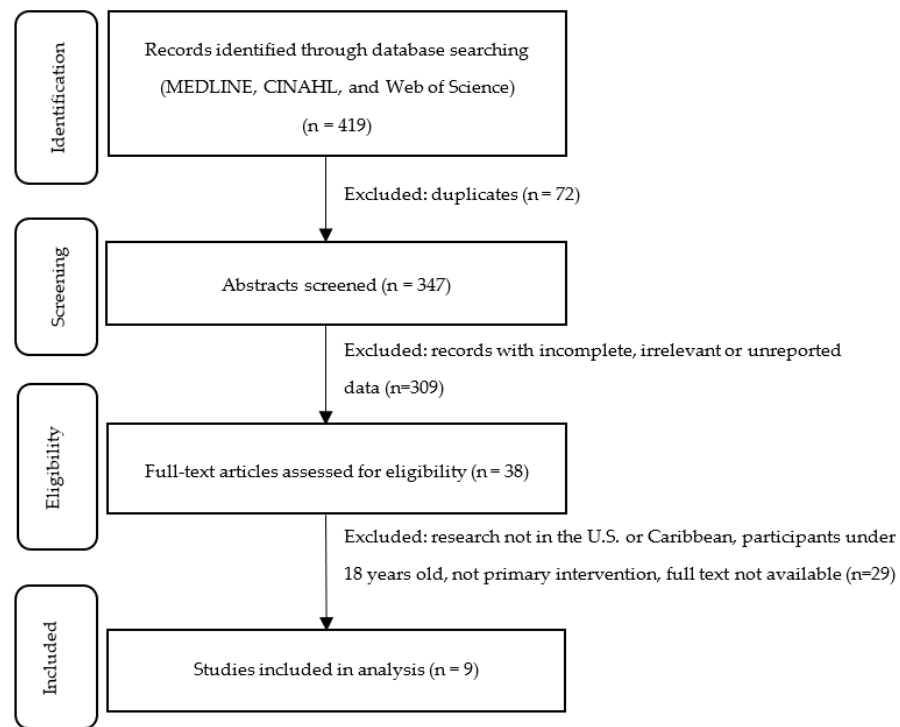 Identification
Records identified through database searching
(MEDLINE, CINAHL, and Web of Science)
(n = 419)
Excluded: duplicates (n = 72)
Screening
Abstracts screened (n = 347)
Excluded: records with incomplete, irrelevant or unreported
data (n=309)
Eligibility
Full-text articles assessed for eligibility (n = 38)
Excluded: research not in the U.S. or Caribbean, participants under
18 years old, not primary intervention, full text not available (n=29)
Included
Studies included in analysis (n = 9)